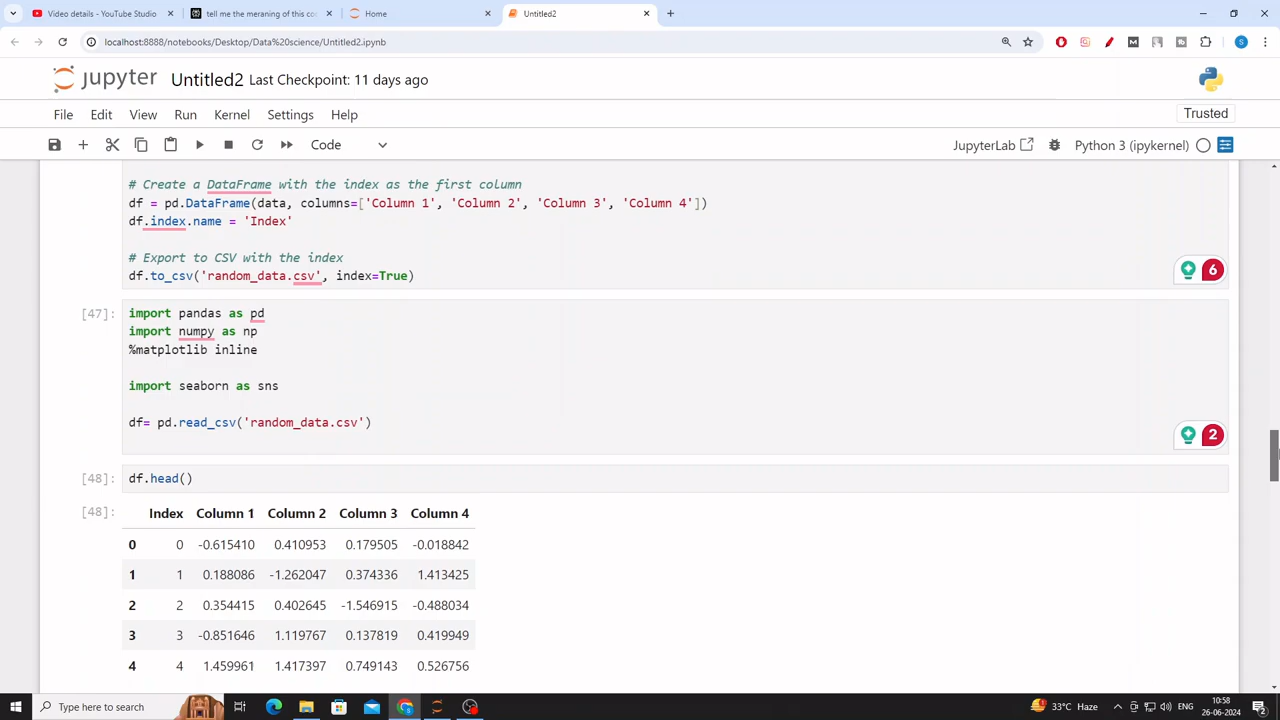 Video details - YouTube Studio
tell me the meraning of this co
Home
Untitled2
localhost:8888/notebooks/Desktop/Data%20science/Untitled2.ipynb
jupyter Untitled2 Last Checkpoint: 11 days ago
File Edit View Run Kernel Settings Help
Trusted
Code
JupyterLab
Python 3 (ipykernel)
# Create a DataFrame with the index as the first column
df = pd.DataFrame(data, columns=['Column 1', 'Column 2', 'Column 3', 'Column 4'])
df.index.name = 'Index'
# Export to CSV with the index
df.to_csv('random_data.csv', index=True)
6
[47]: import pandas as pd
import numpy as np
%matplotlib inline
import seaborn as sns
df= pd.read_csv('random_data.csv')
2
[48]: df.head()
[48]: Index Column 1 Column 2 Column 3 Column 4
0 0 -0.615410 0.410953 0.179505 -0.018842
1 1 0.188086 -1.262047 0.374336 1.413425
2 2 0.354415 0.402645 -1.546915 -0.488034
3 3 -0.851646 1.119767 0.137819 0.419949
4 4 1.459961 1.417397 0.749143 0.526756
Type here to search
33°C Haze
ENG
10:58
26-06-2024
2